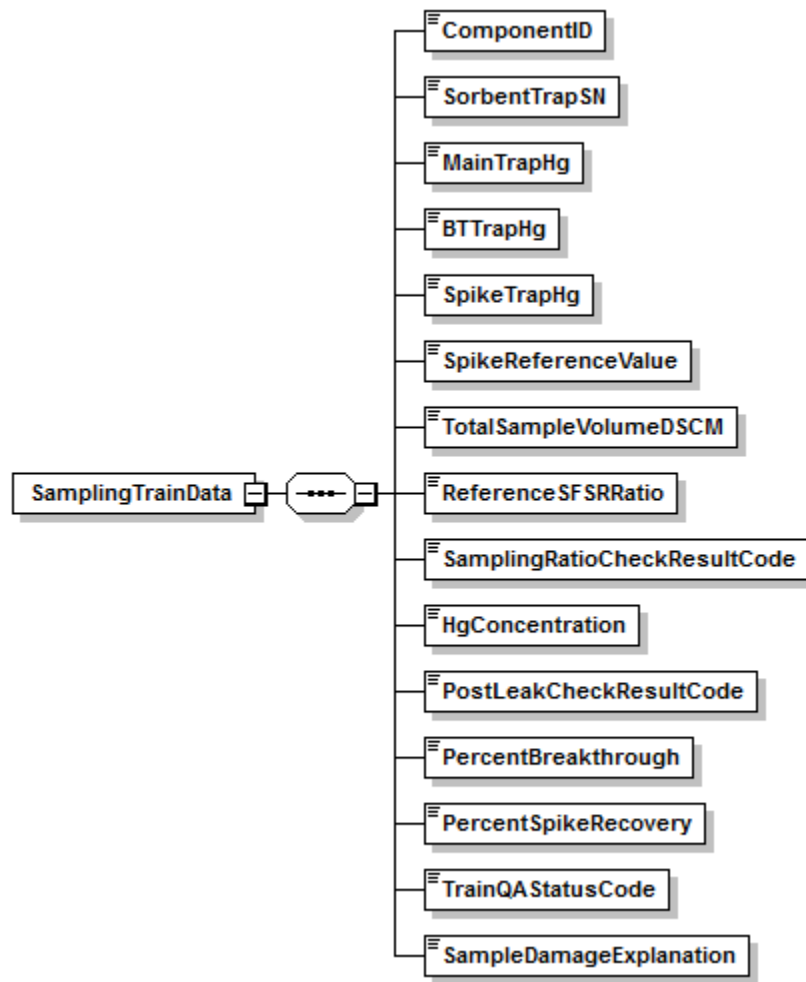 ComponentID
SorbentTrapSN
MainTrapHg
BTTrapHg
SpikeTrapHg
SpikeReferenceValue
TotalSampleVolumeDSCM
SamplingTrainData
ReferenceSFSRRatio
SamplingRatioCheckResultCode
HgConcentration
PostLeakCheckResultCode
PercentBreakthrough
PercentSpikeRecovery
TrainQAStatusCode
SampleDamageExplanation